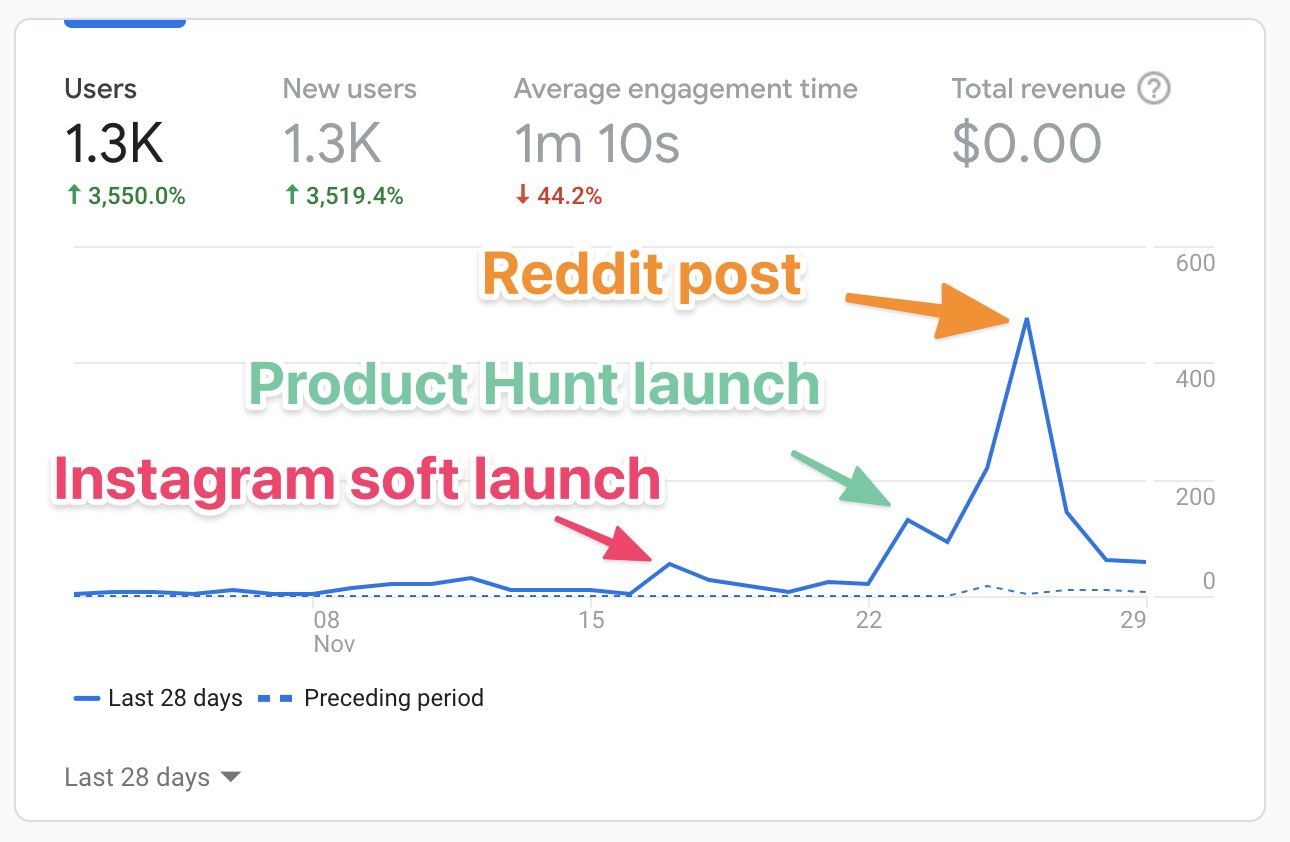 Users
1.3K
↑ 3,550.0%
New users
1.3K
↑ 3,519.4%
Average engagement time
1m 10s
↓ 44.2%
Total revenue ?
$0.00
Reddit post
Product Hunt launch
Instagram soft launch
600
400
200
0
08
Nov
15
22
29
Last 28 days
Preceding period
Last 28 days